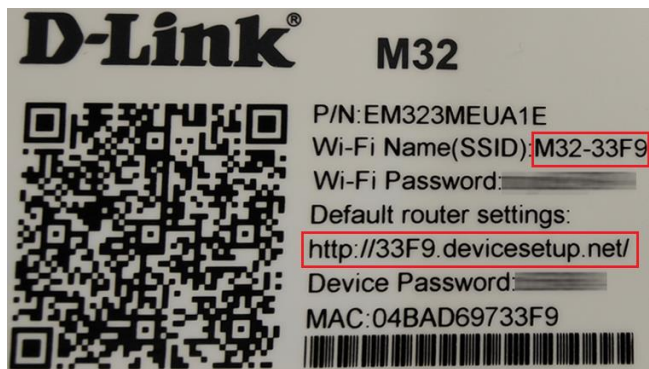 D-Link®
M32
P/N:EM323MEUA1E
Wi-Fi Name(SSID):M32-33F9
Wi-Fi Password:
Default router settings:
http://33F9.devicesetup.net/
Device Password:
MAC:04BAD69733F9